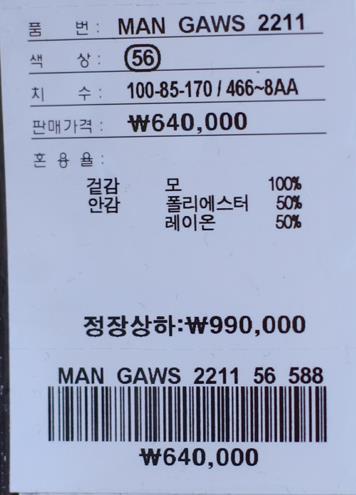 품 번: MAN GAWS 2211
색 상: 56
치 수: 100-85-170 / 466~8AA
판매가격: ₩640,000
혼용율:
겉감 모 100%
안감 폴리에스터 50%
레이온 50%
정장상하:₩990,000
MAN GAWS 2211 56 588
₩640,000